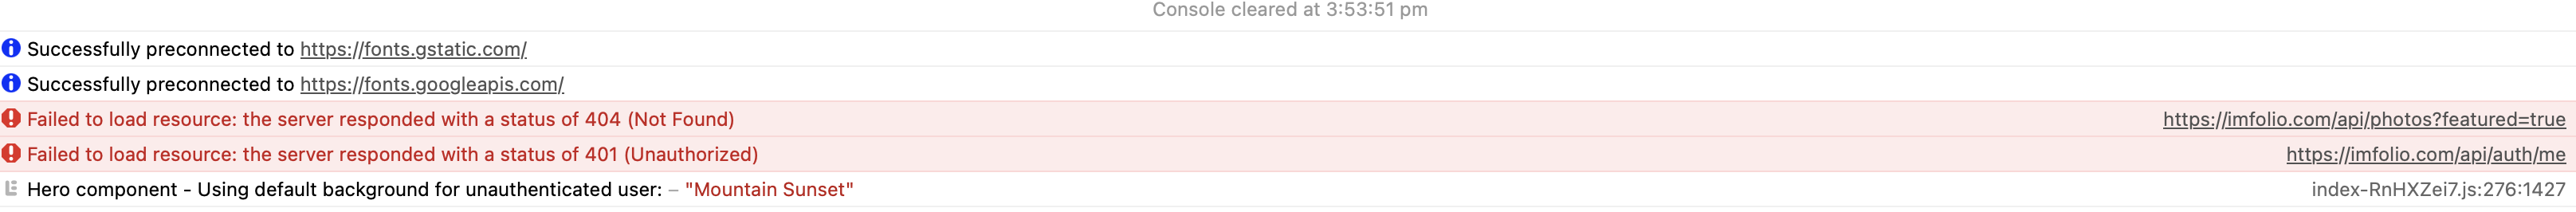 Console cleared at 3:53:51 pm
Successfully preconnected to https://fonts.gstatic.com/
Successfully preconnected to https://fonts.googleapis.com/
Failed to load resource: the server responded with a status of 404 (Not Found) https://imfolio.com/api/photos?featured=true
Failed to load resource: the server responded with a status of 401 (Unauthorized) https://imfolio.com/api/auth/me
Hero component - Using default background for unauthenticated user: – "Mountain Sunset" index-RnHXZei7.js:276:1427